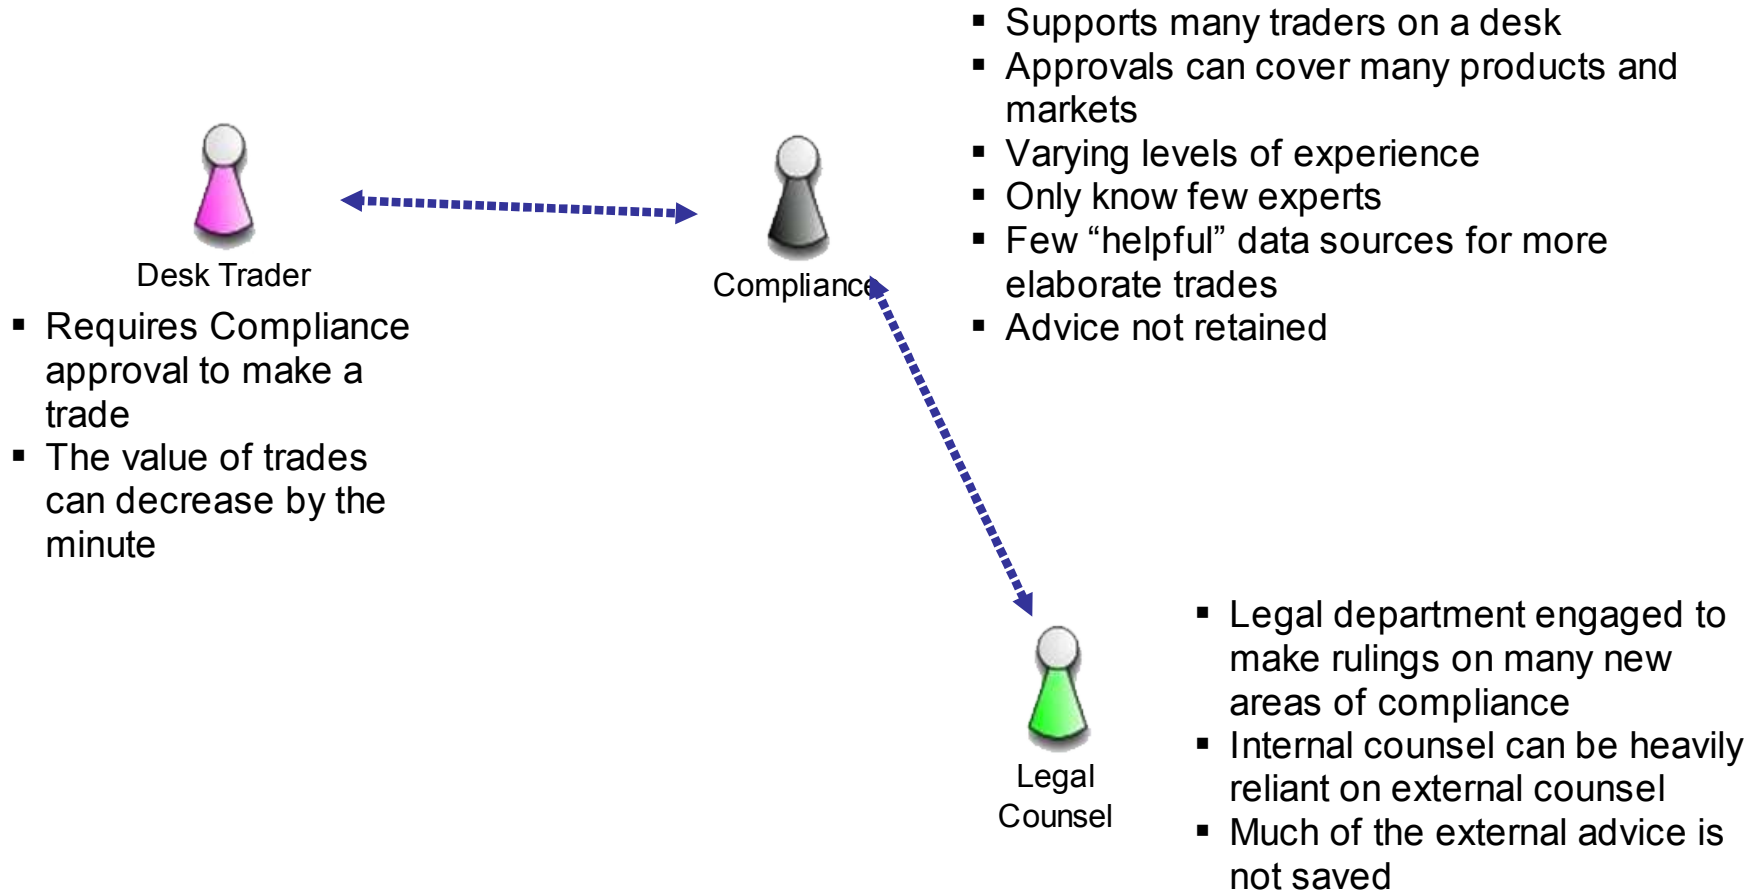 ▪ Supports many traders on a desk
▪ Approvals can cover many products and
markets
▪ Varying levels of experience
▪ Only know few experts
▪ Few “helpful” data sources for more
elaborate trades
▪ Advice not retained
Desk Trader
▪ Requires Compliance
approval to make a
trade
▪ The value of trades
can decrease by the
minute
Compliance
▪ Legal department engaged to
make rulings on many new
areas of compliance
▪ Internal counsel can be heavily
reliant on external counsel
▪ Much of the external advice is
not saved
Legal
Counsel